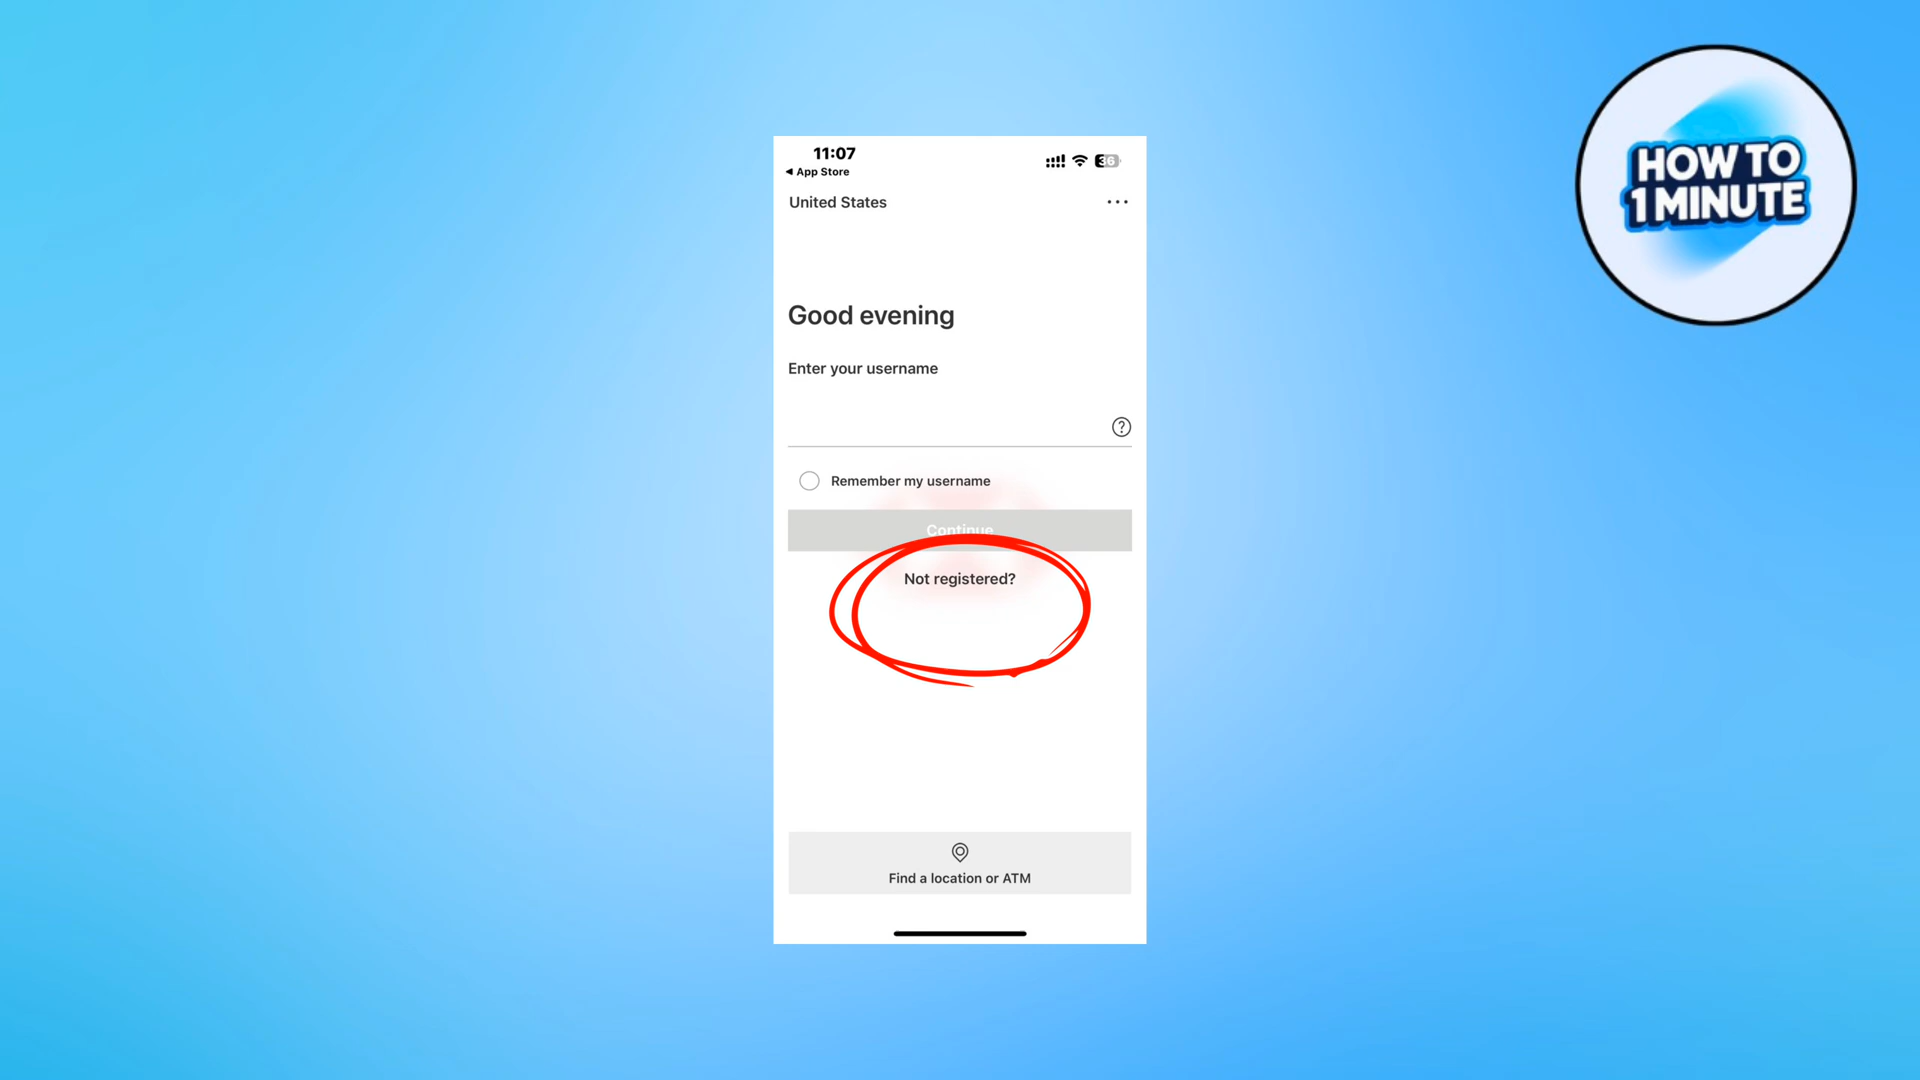 11:07
App Store
36
United States
Good evening
Enter your username
?
Remember my username
Continue
Not registered?
Find a location or ATM
HOW TO
1 MINUTE